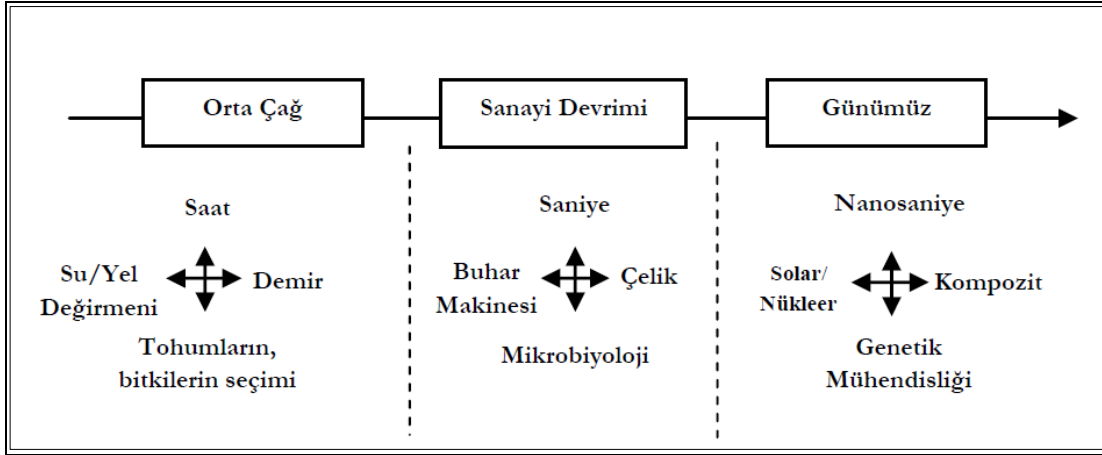 Orta Çağ
Sanayi Devrimi
Günümüz
Saat
Su/Yel
Değirmeni
Demir
Tohumların,
bitkilerin seçimi
Saniye
Buhar
Makinesi
Çelik
Mikrobiyoloji
Nanosaniye
Solar/
Nükleer
Kompozit
Genetik
Mühendisliği